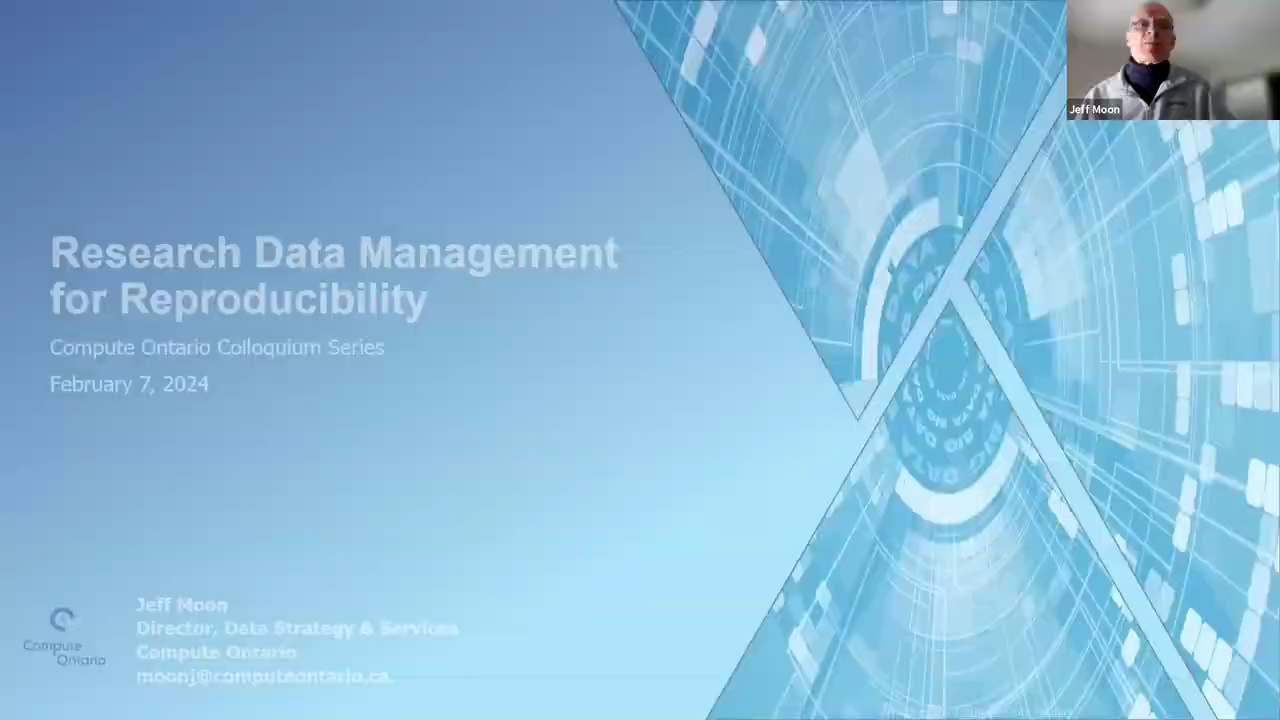 Jeff Moon
Research Data Management
for Reproducibility
Compute Ontario Colloquium Series
February 7, 2024
Jeff Moon
Director, Data Strategy & Services
Compute Ontario
moonj@computeontario.ca
Compute
Ontario